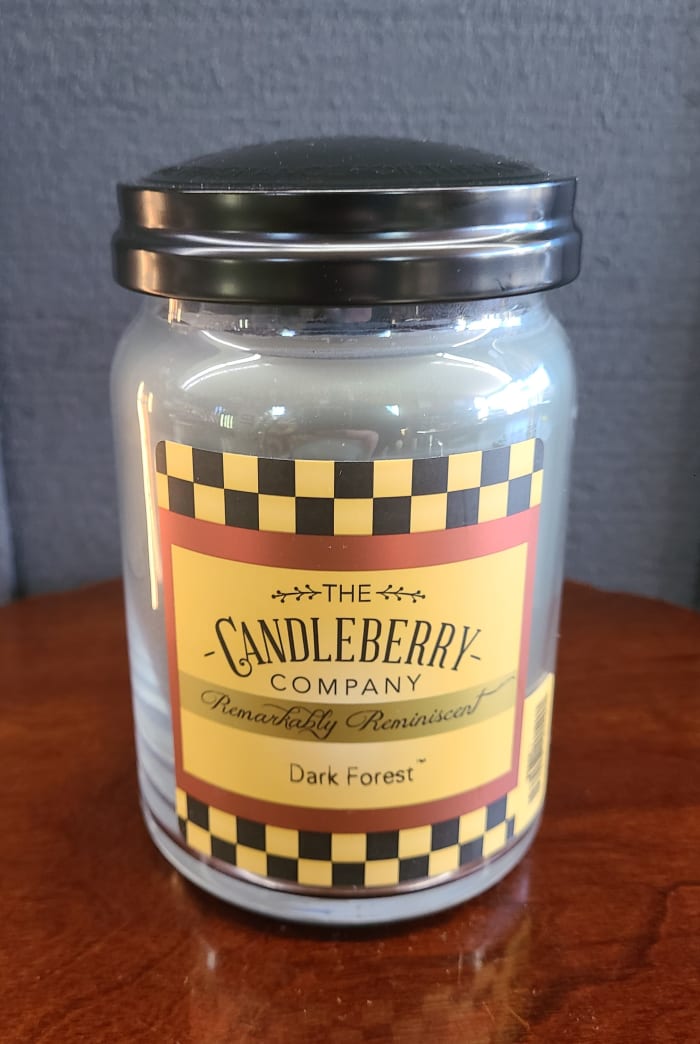 THE
-CANDLEBERRY-
COMPANY
Remarkably Reminiscent
Dark Forest™